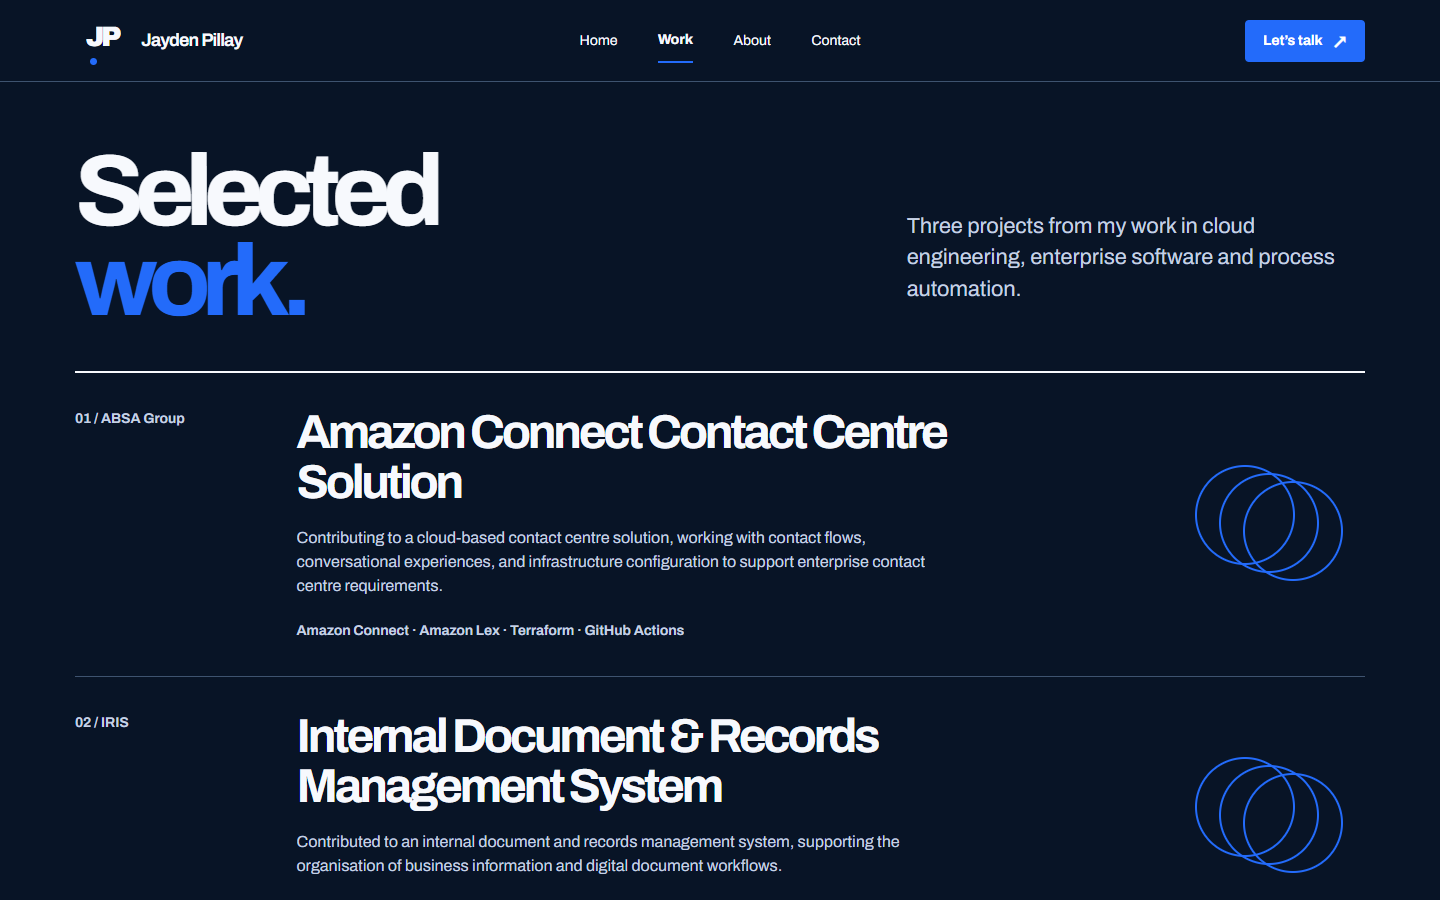 JP
Jayden Pillay
Home
Work
About
Contact
Let's talk ↗
Selected
work.
Three projects from my work in cloud
engineering, enterprise software and process
automation.
01 / ABSA Group
Amazon Connect Contact Centre
Solution
Contributing to a cloud-based contact centre solution, working with contact flows,
conversational experiences, and infrastructure configuration to support enterprise contact
centre requirements.
Amazon Connect · Amazon Lex · Terraform · GitHub Actions
02 / IRIS
Internal Document & Records
Management System
Contributed to an internal document and records management system, supporting the
organisation of business information and digital document workflows.